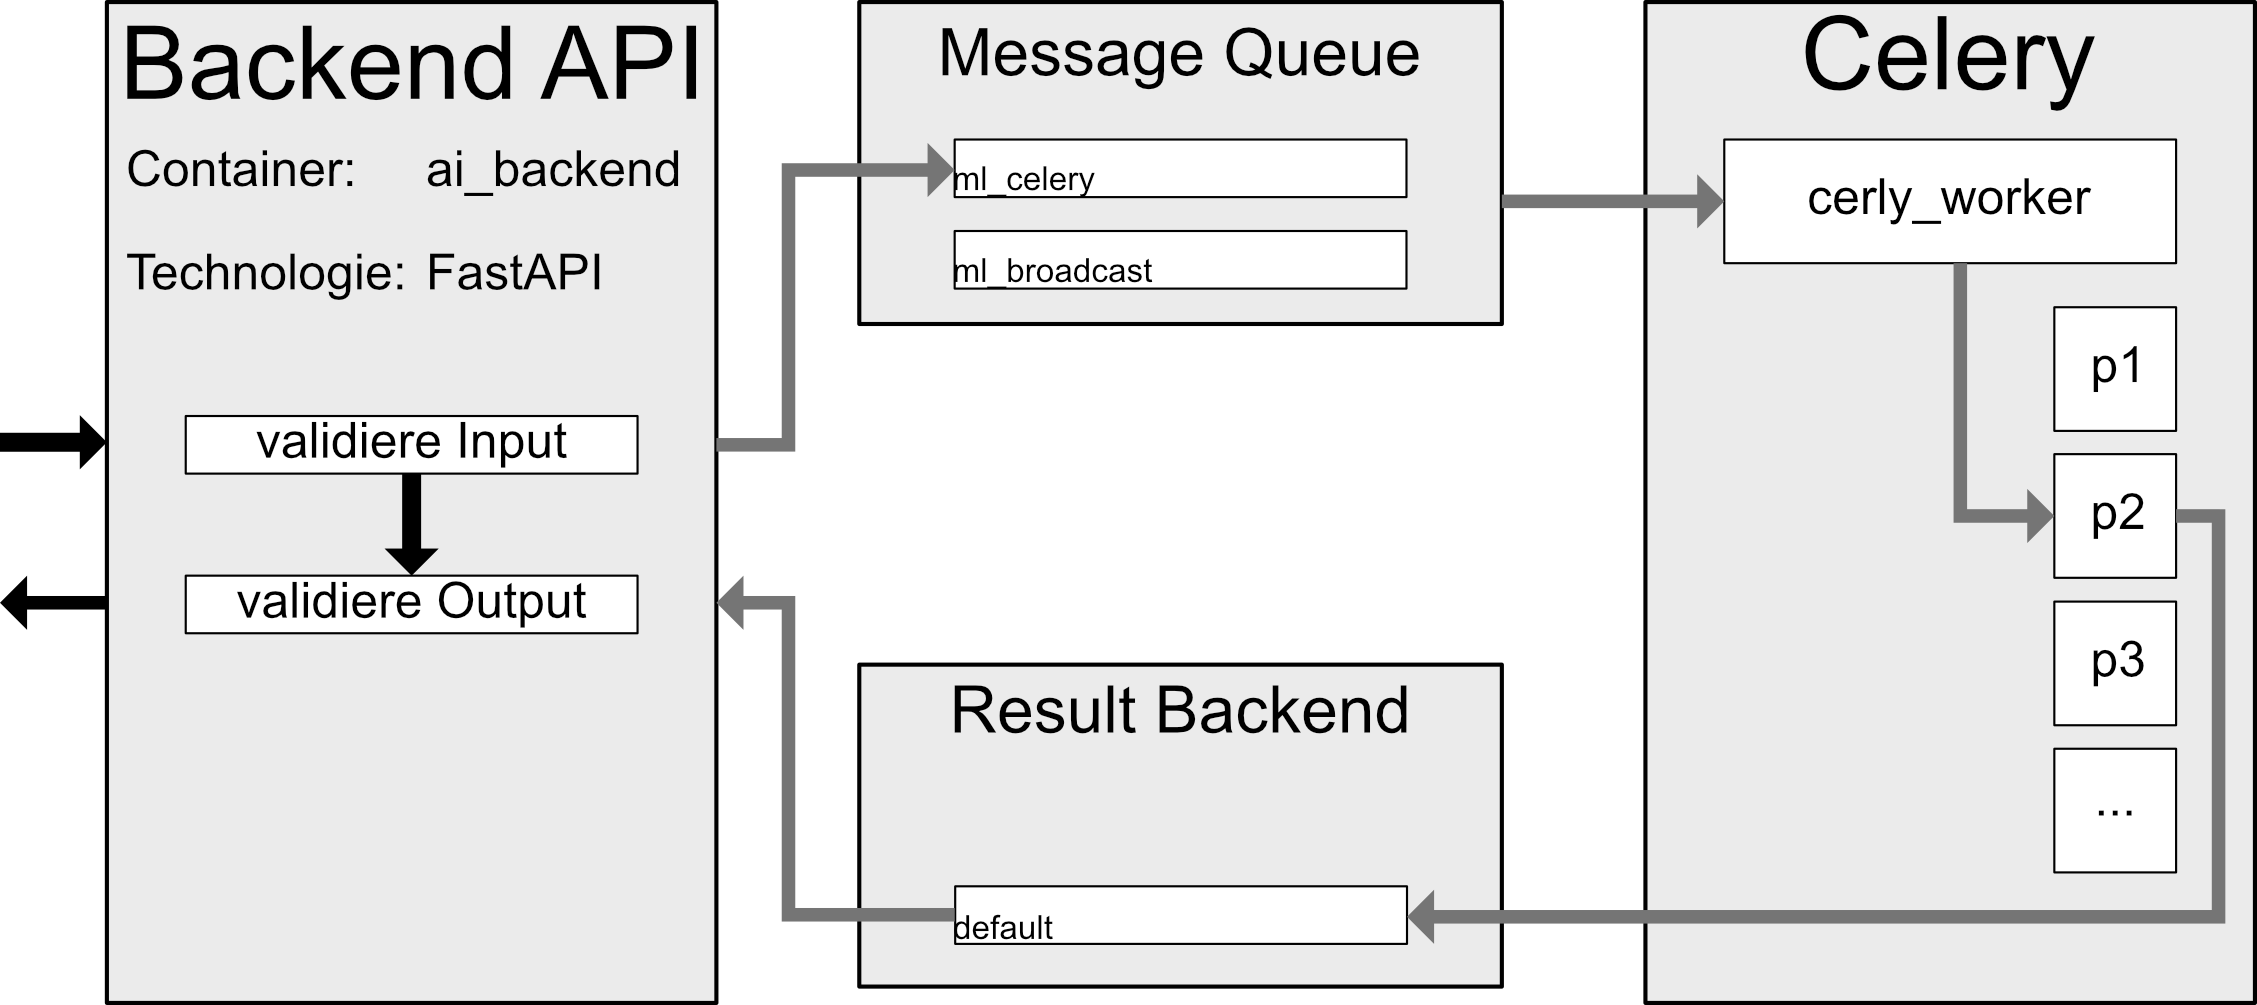 Backend API
Container: ai_backend
Technologie: FastAPI
validiere Input
validiere Output
Message Queue
ml_celery
ml_broadcast
Result Backend
default
Celery
cerly_worker
p1
p2
p3
...